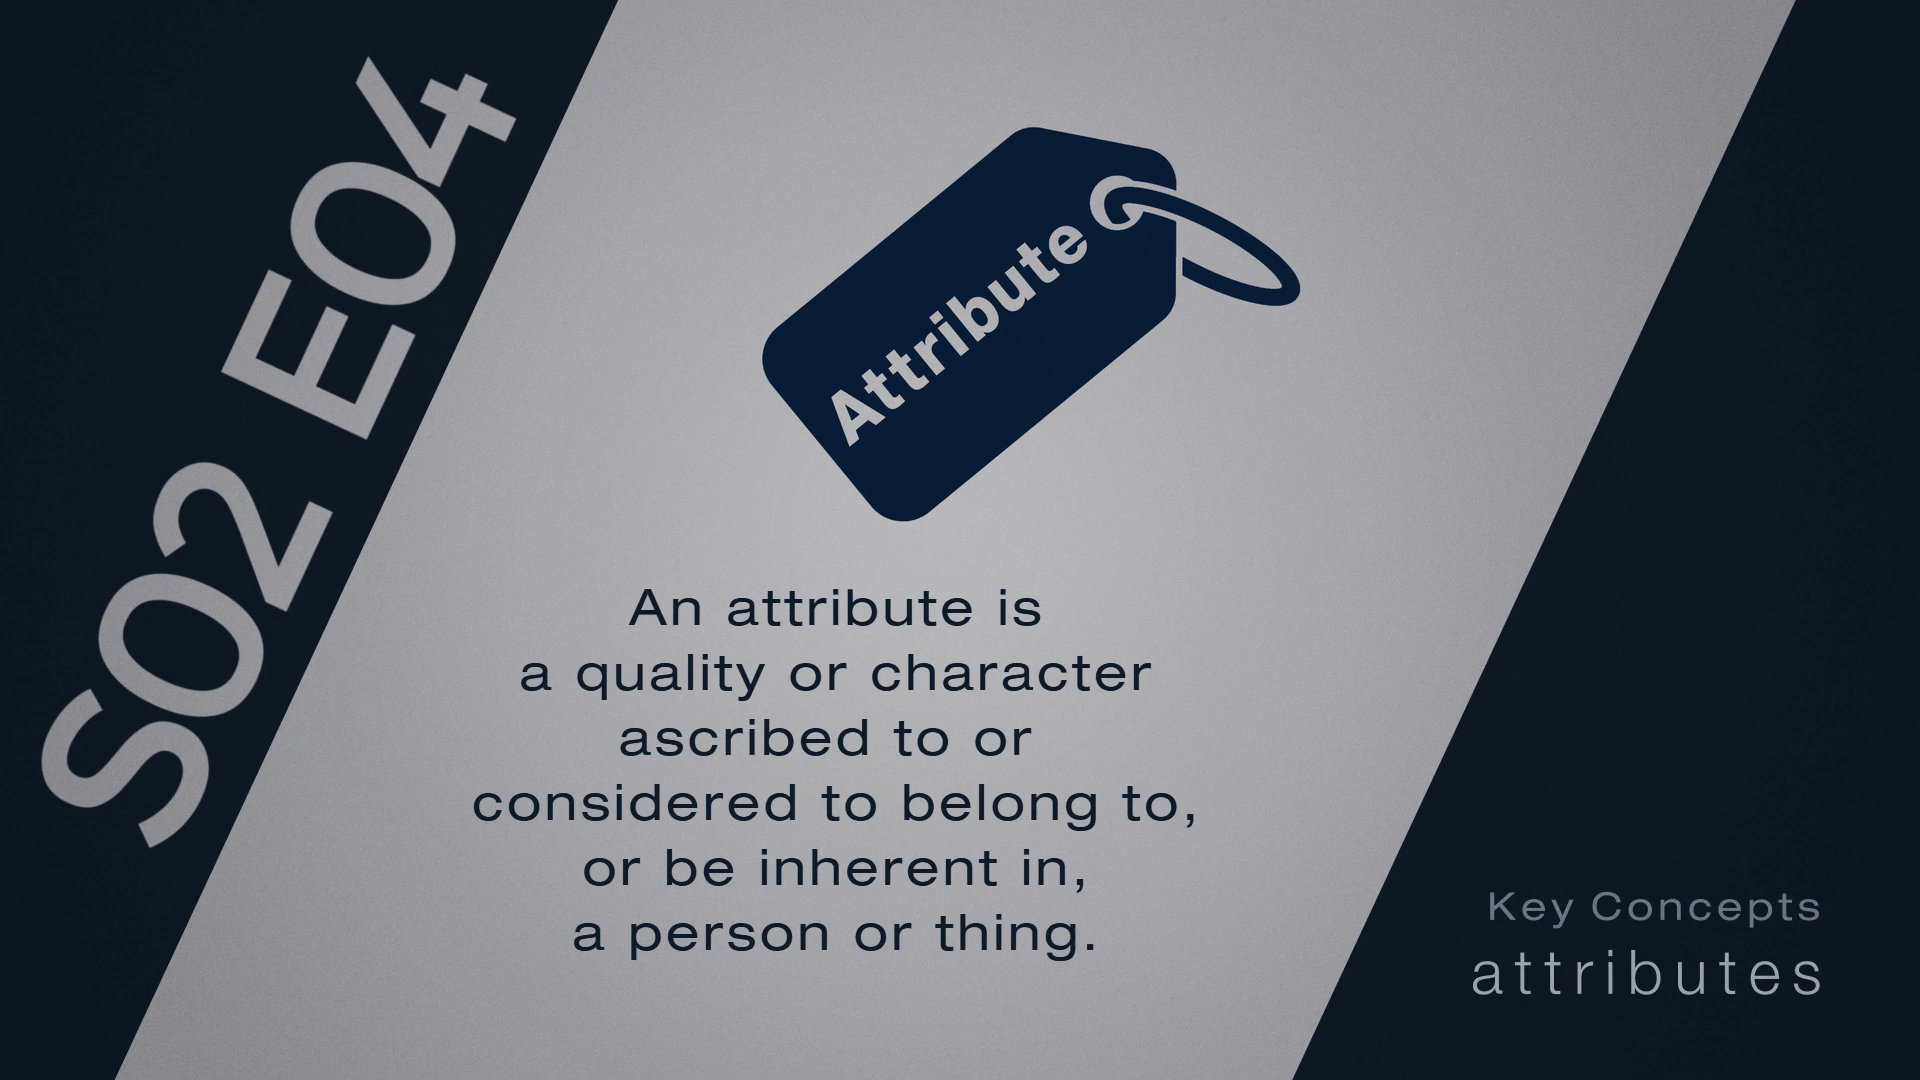 S02 E04
Attribute
An attribute is
a quality or character
ascribed to or
considered to belong to,
or be inherent in,
a person or thing.
Key Concepts
attributes